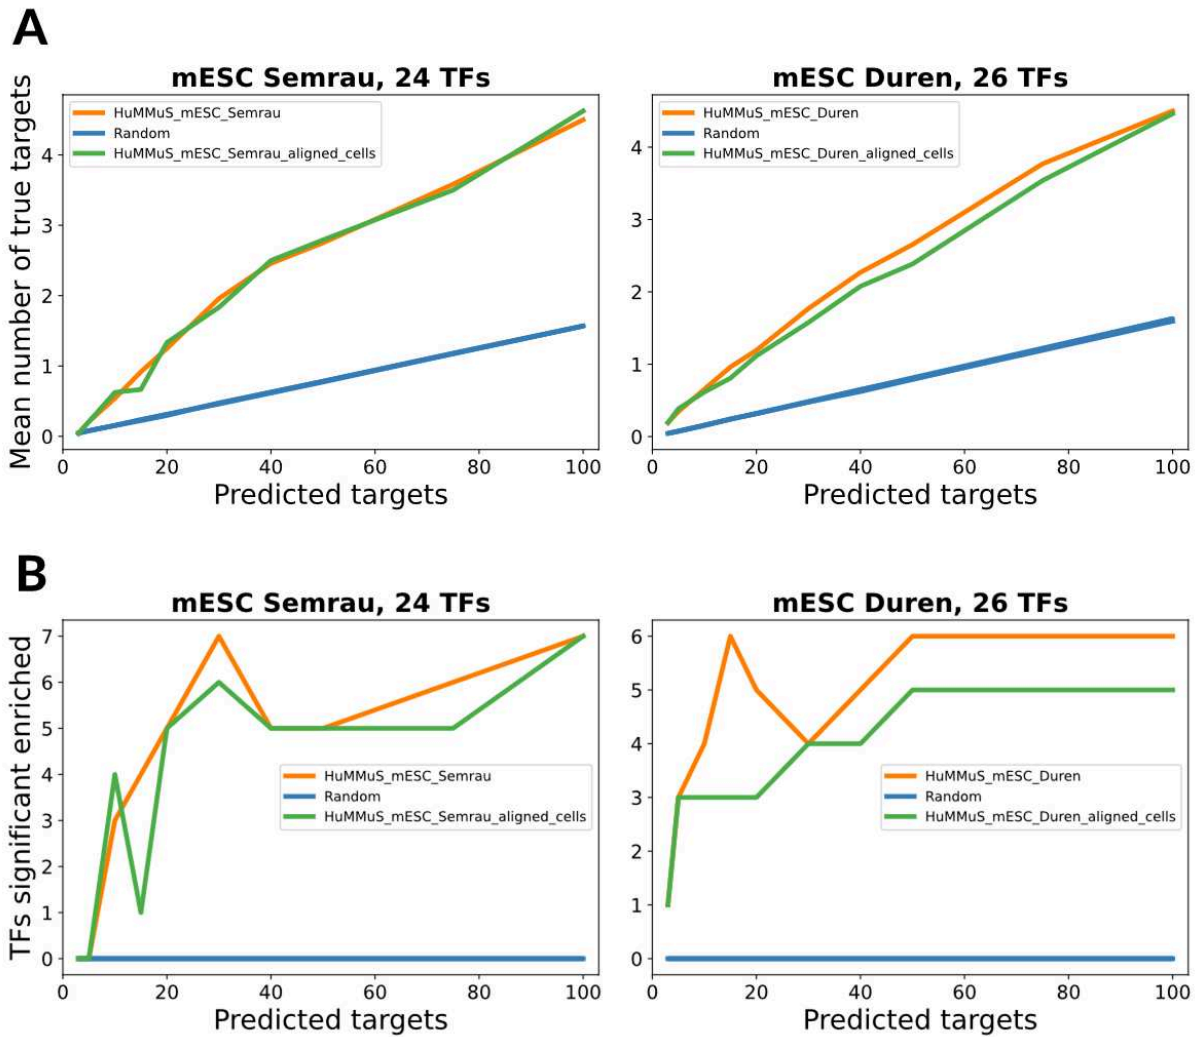 A
mESC Semrau, 24 TFs
HuMMuS_mESC_Semrau
Random
HuMMuS_mESC_Semrau_aligned_cells
Mean number of true targets
4
3
2
1
0
0 20 40 60 80 100
Predicted targets
mESC Duren, 26 TFs
HuMMuS_mESC_Duren
Random
HuMMuS_mESC_Duren_aligned_cells
4
3
2
1
0
0 20 40 60 80 100
Predicted targets
B
mESC Semrau, 24 TFs
TFs significant enriched
7
6
5
4
3
2
1
0
HuMMuS_mESC_Semrau
Random
HuMMuS_mESC_Semrau_aligned_cells
0 20 40 60 80 100
Predicted targets
mESC Duren, 26 TFs
6
5
4
3
2
1
0
HuMMuS_mESC_Duren
Random
HuMMuS_mESC_Duren_aligned_cells
0 20 40 60 80 100
Predicted targets